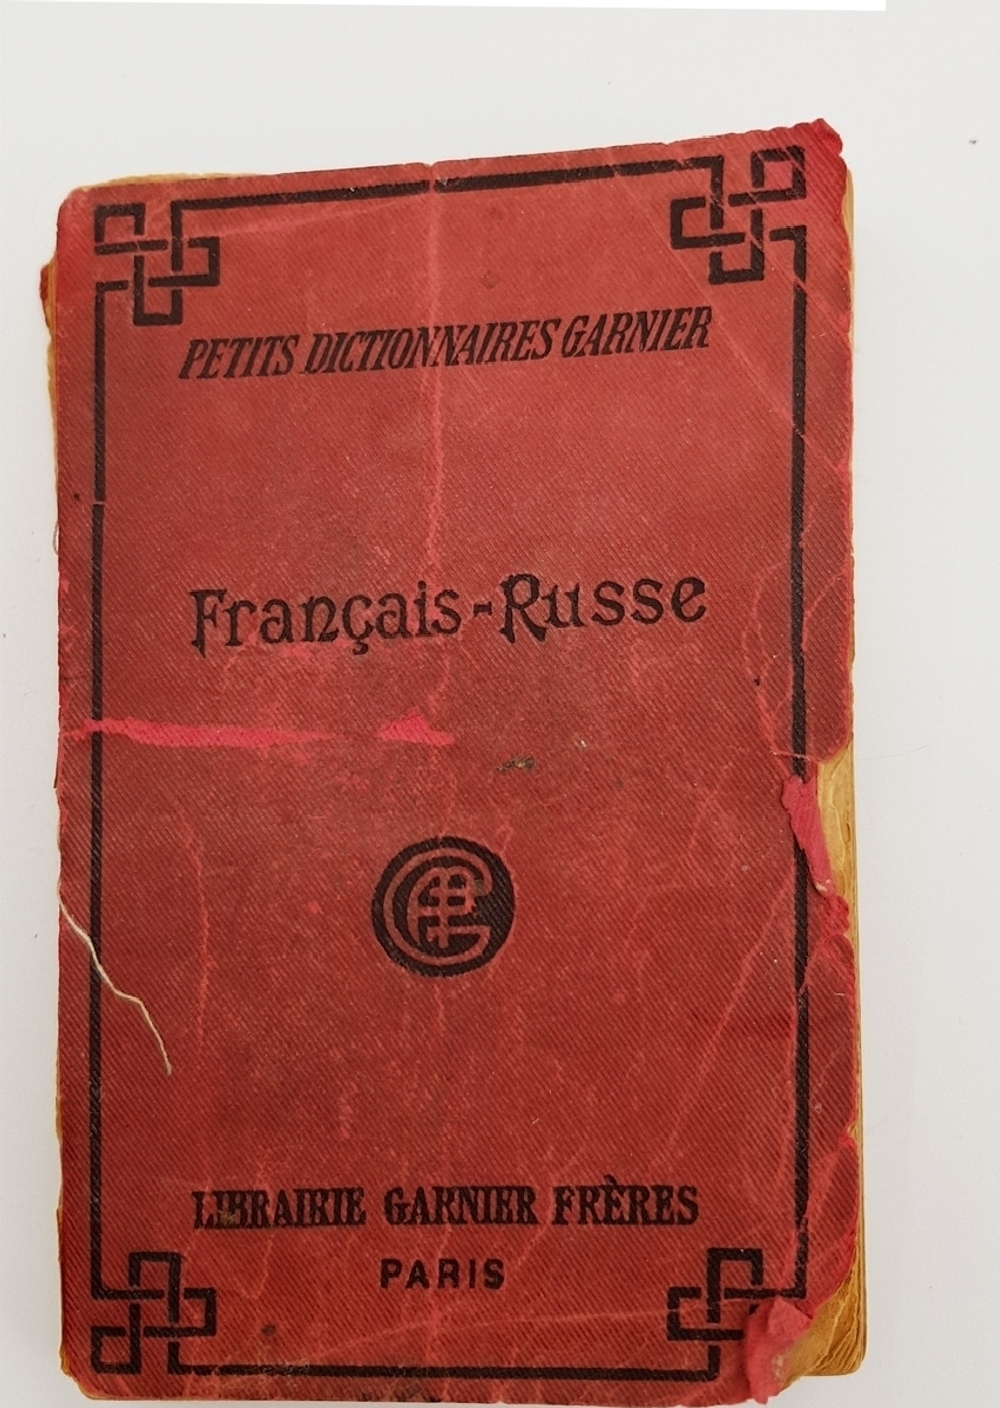 PETITS DICTIONNAIRES GARNIER
Français-Russe
LIBRAIRIE GARNIER FRÈRES
PARIS